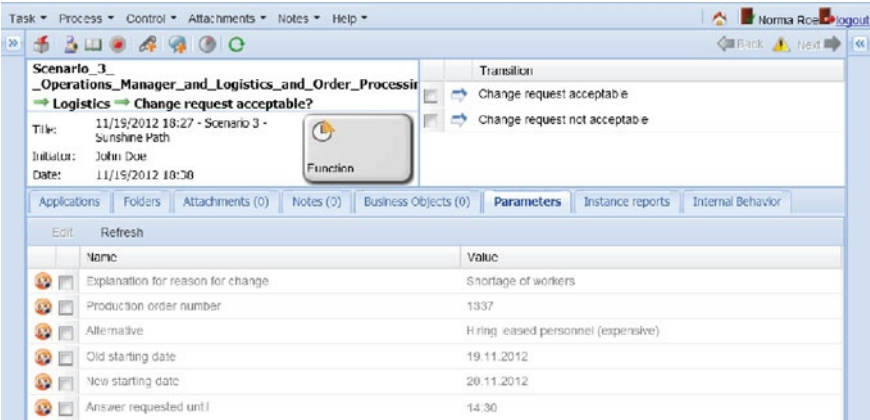 Task Process Control Attachments Notes Help Norma Roe logout
Back Next
Scenario_3_
_Operations_Manager_and_Logistics_and_Order_Processin
Logistics Change request acceptable?
Title: 11/19/2012 18:27 - Scenario 3 -
Sunshine Path
Initiator: John Doe
Date: 11/19/2012 18:38
Function
Transition
Change request acceptable
Change request not acceptable
Applications Folders Attachments (0) Notes (0) Business Objects (0) Parameters Instance reports Internal Behavior
Edit Refresh
Name Value
Explanation for reason for change Shortage of workers
Production order number 1337
Alternative Hiring leased personnel (expensive)
Old starting date 19.11.2012
New starting date 20.11.2012
Answer requested until 14:30